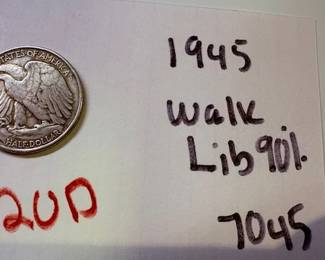 1945
Walk
Lib 90%
7045
20D
STATES OF AMERICA
HALF DOLLAR